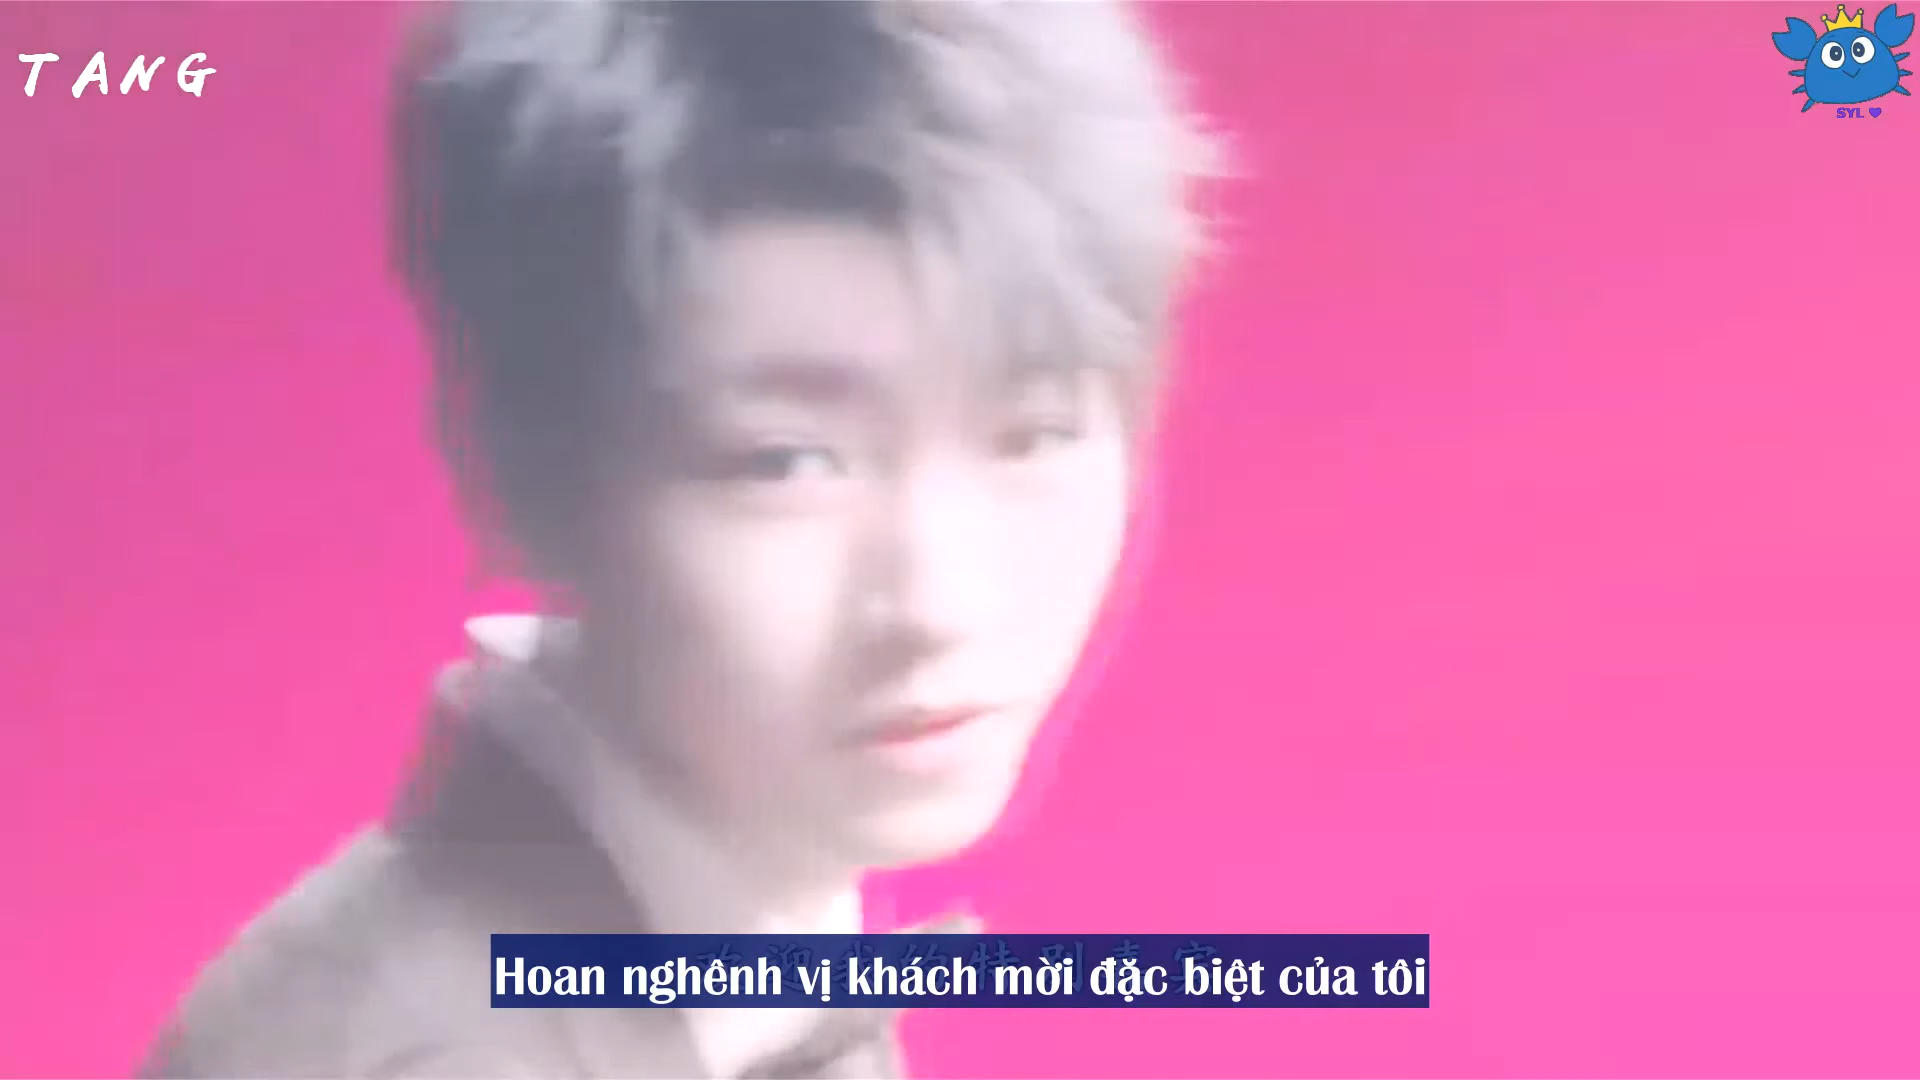 TANG
SYL
Hoan nghênh vị khách mời đặc biệt của tôi